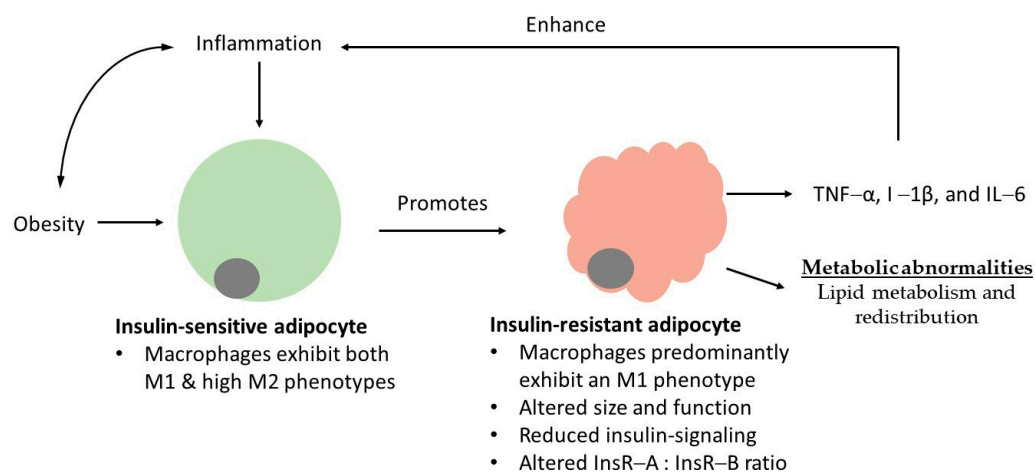 Enhance
Inflammation
Obesity
Promotes
TNF−α, I −1β, and IL−6
Metabolic abnormalities
Lipid metabolism and
redistribution
Insulin-sensitive adipocyte
• Macrophages exhibit both
M1 & high M2 phenotypes
Insulin-resistant adipocyte
• Macrophages predominantly
exhibit an M1 phenotype
• Altered size and function
• Reduced insulin-signaling
• Altered InsR−A : InsR−B ratio